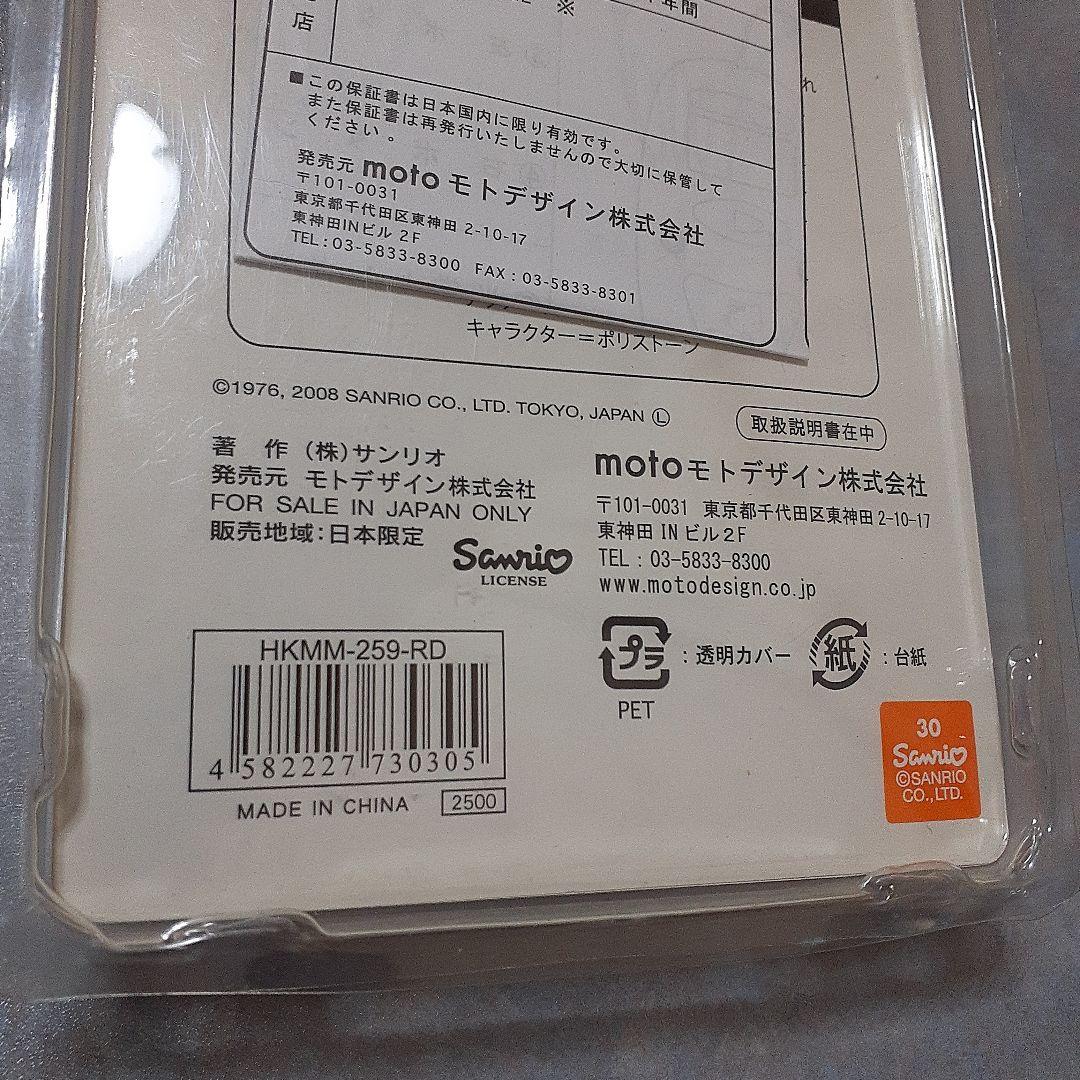 年間
店
※
■この保証書は日本国内に限り有効です。
また保証書は再発行いたしませんので大切に保管して
ください 。
発売元 moto モトデザイン株式会社
〒101-0031
東京都千代田区東神田 2-10-17
東神田INビル 2F
TEL:03-5833-8300 FAX:03-5833-8301
キャラクター=ポリストーン
©1976, 2008 SANRIO CO., LTD. TOKYO, JAPAN Ⓛ
取扱説明書在中
著 作 (株)サンリオ
発売元 モトデザイン株式会社
FOR SALE IN JAPAN ONLY
販売地域:日本限定
Sanrio
LICENSE
motoモトデザイン株式会社
〒101-0031 東京都千代田区東神田 2-10-17
東神田 IN ビル 2F
TEL : 03-5833-8300
www.motodesign.co.jp
プラ : 透明カバー
PET
紙 : 台紙
HKMM-259-RD
4 582227 730305
MADE IN CHINA 2500
30
Sanrio
©SANRIO
CO.,LTD.